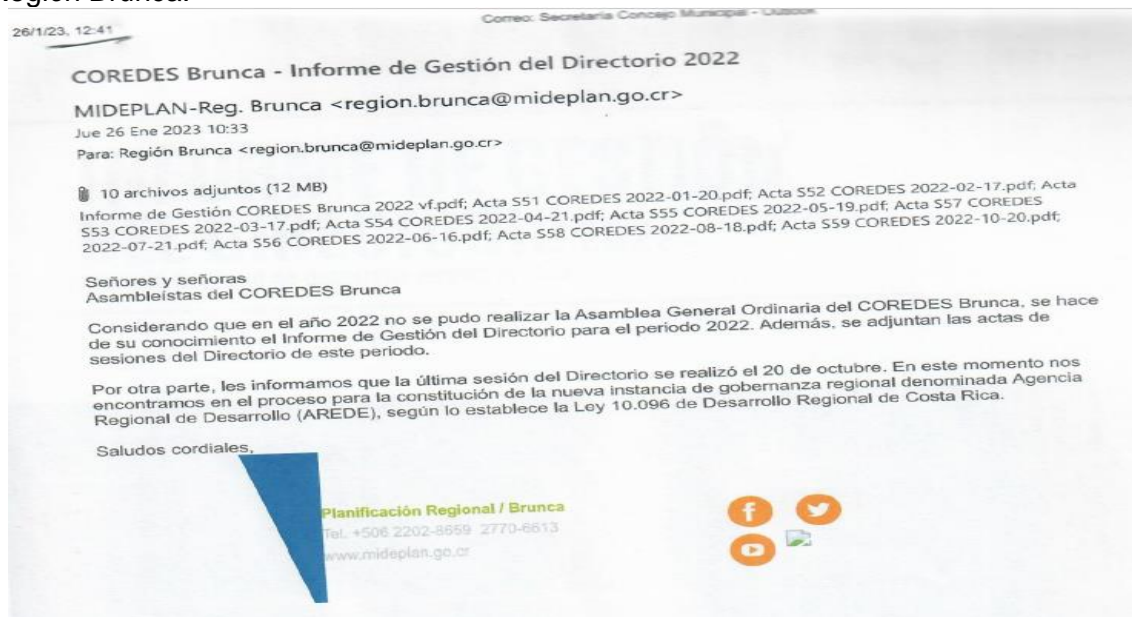 Región Brunca.
26/1/23, 12:41
Correo: Secretaría Concejo Municipal - Outlook
COREDES Brunca - Informe de Gestión del Directorio 2022
MIDEPLAN-Reg. Brunca <region.brunca@mideplan.go.cr>
Jue 26 Ene 2023 10:33
Para: Región Brunca <region.brunca@mideplan.go.cr>
10 archivos adjuntos (12 MB)
Informe de Gestión COREDES Brunca 2022 vf.pdf; Acta S51 COREDES 2022-01-20.pdf; Acta S52 COREDES 2022-02-17.pdf; Acta
S53 COREDES 2022-03-17.pdf; Acta S54 COREDES 2022-04-21.pdf; Acta S55 COREDES 2022-05-19.pdf; Acta S57 COREDES
2022-07-21.pdf; Acta S56 COREDES 2022-06-16.pdf; Acta S58 COREDES 2022-08-18.pdf; Acta S59 COREDES 2022-10-20.pdf;
Señores y señoras
Asambleístas del COREDES Brunca
Considerando que en el año 2022 no se pudo realizar la Asamblea General Ordinaria del COREDES Brunca, se hace
de su conocimiento el Informe de Gestión del Directorio para el periodo 2022. Además, se adjuntan las actas de
sesiones del Directorio de este periodo.
Por otra parte, les informamos que la última sesión del Directorio se realizó el 20 de octubre. En este momento nos
encontramos en el proceso para la constitución de la nueva instancia de gobernanza regional denominada Agencia
Regional de Desarrollo (AREDE), según lo establece la Ley 10.096 de Desarrollo Regional de Costa Rica.
Saludos cordiales,
Planificación Regional / Brunca
Tel. +506 2202-8659 2770-6613
www.mideplan.go.cr